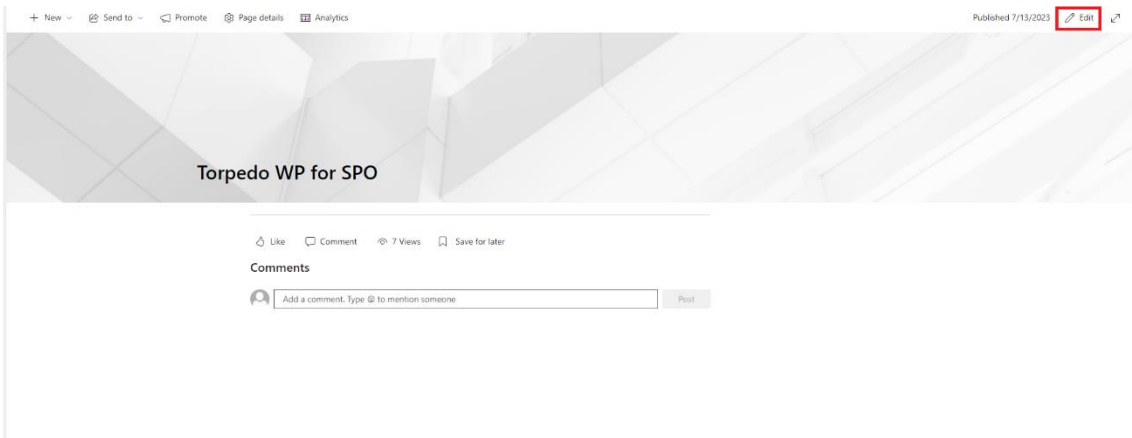 New Send to Promote Page details Analytics Published 7/13/2023 Edit
Torpedo WP for SPO
Like Comment 7 Views Save for later
Comments
Add a comment. Type @ to mention someone Post